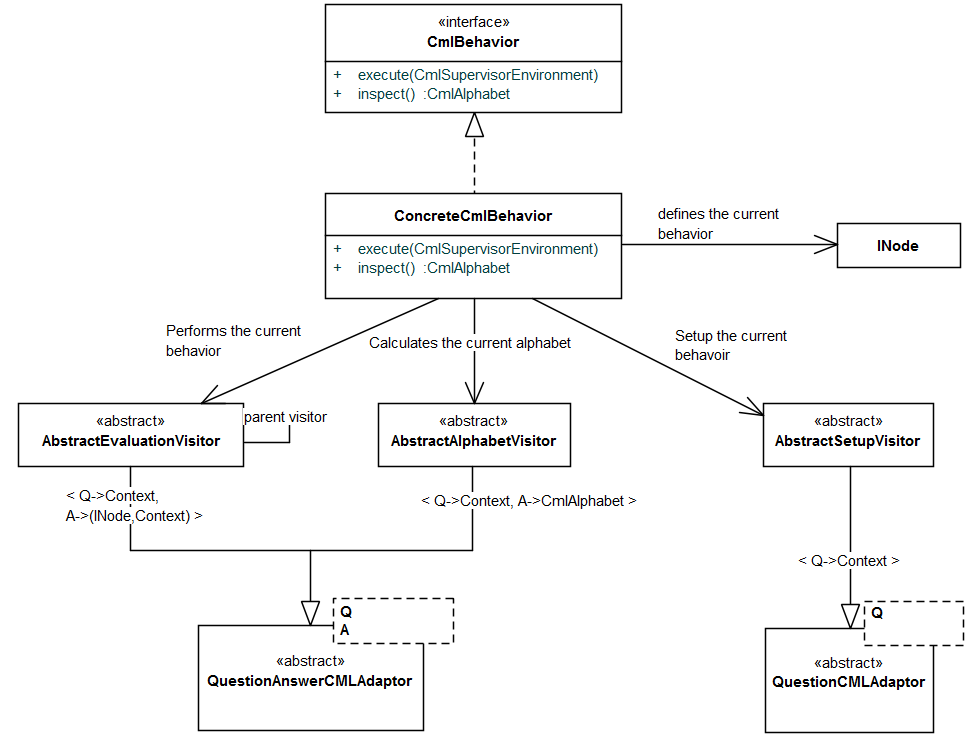 «interface»
CmlBehavior
+ execute(CmlSupervisorEnvironment)
+ inspect() :CmlAlphabet
ConcreteCmlBehavior
+ execute(CmlSupervisorEnvironment)
+ inspect() :CmlAlphabet
defines the current
behavior
INode
Performs the current
behavior
Calculates the current alphabet
Setup the current
behavoir
«abstract»
AbstractEvaluationVisitor
parent visitor
«abstract»
AbstractAlphabetVisitor
«abstract»
AbstractSetupVisitor
< Q->Context,
A->(INode,Context) >
< Q->Context, A->CmlAlphabet >
< Q->Context >
Q
A
«abstract»
QuestionAnswerCMLAdaptor
Q
«abstract»
QuestionCMLAdaptor